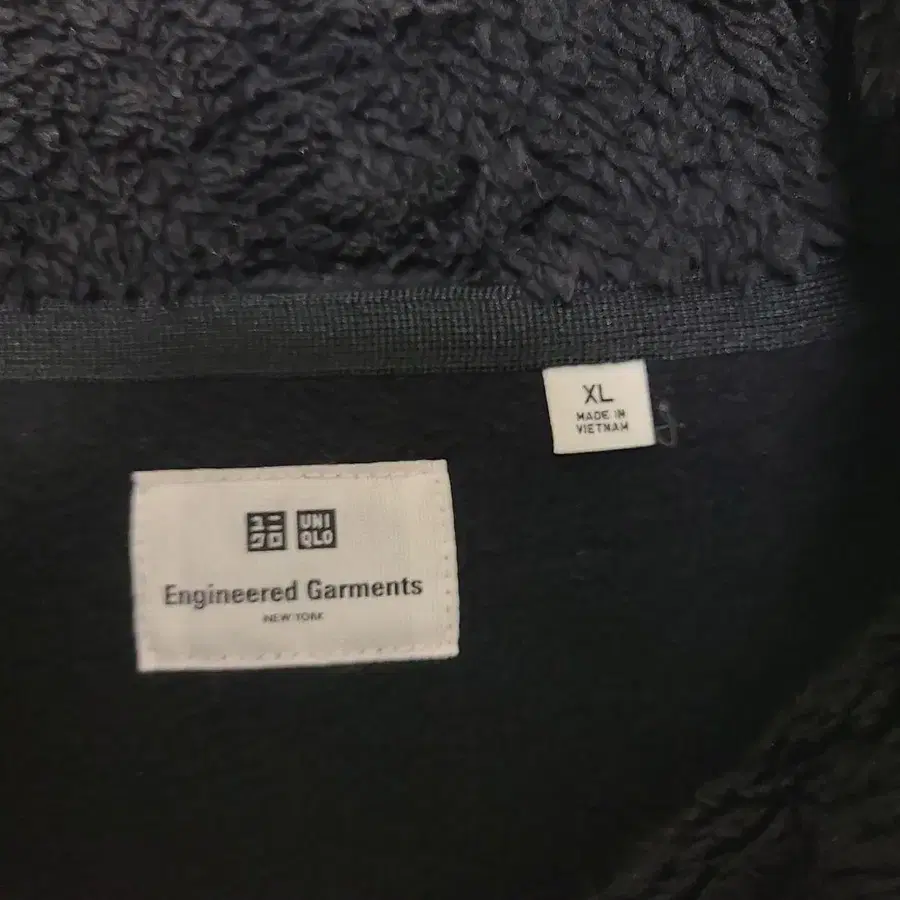 XL
MADE IN
VIETNAM
ユニ UNI
クロ QLO
Engineered Garments
NEW YORK